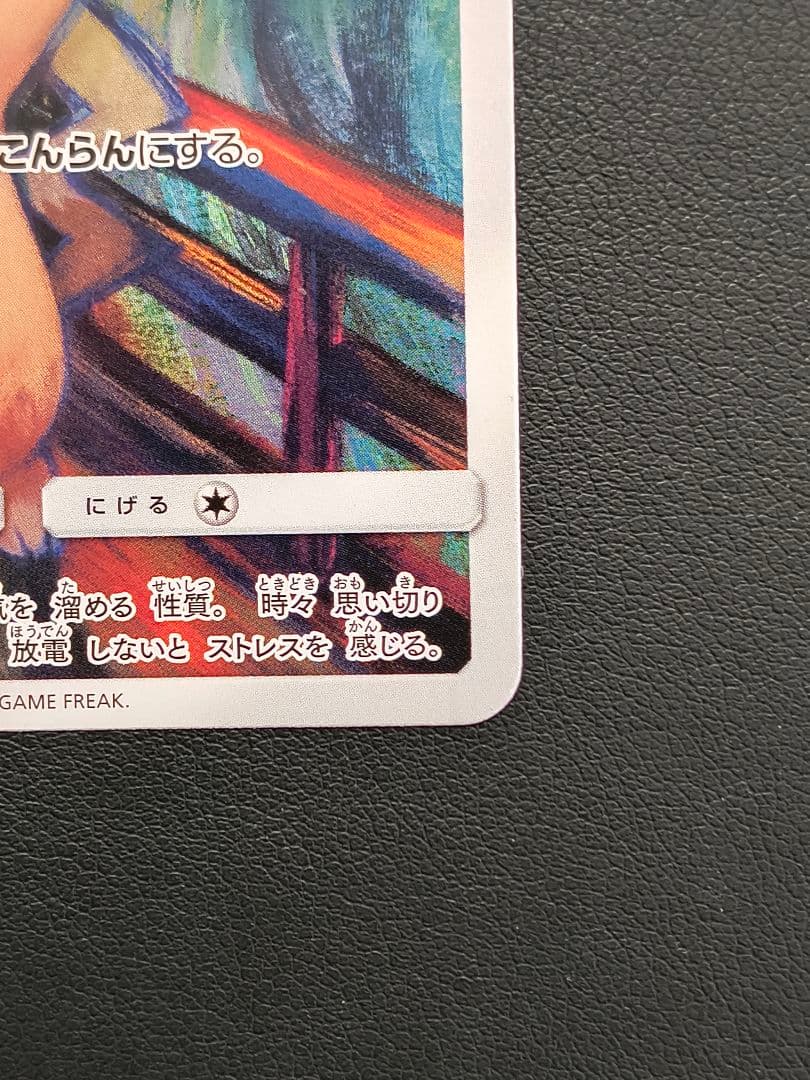 こんらんにする。
にげる
を 溜める 性質。 時々 思い切り
放電 しないと ストレスを 感じる。
GAME FREAK.